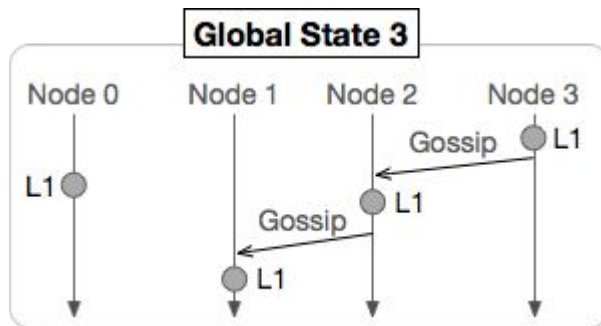 Global State 3
Node 0 Node 1 Node 2 Node 3
Gossip L1
L1
L1
Gossip
L1